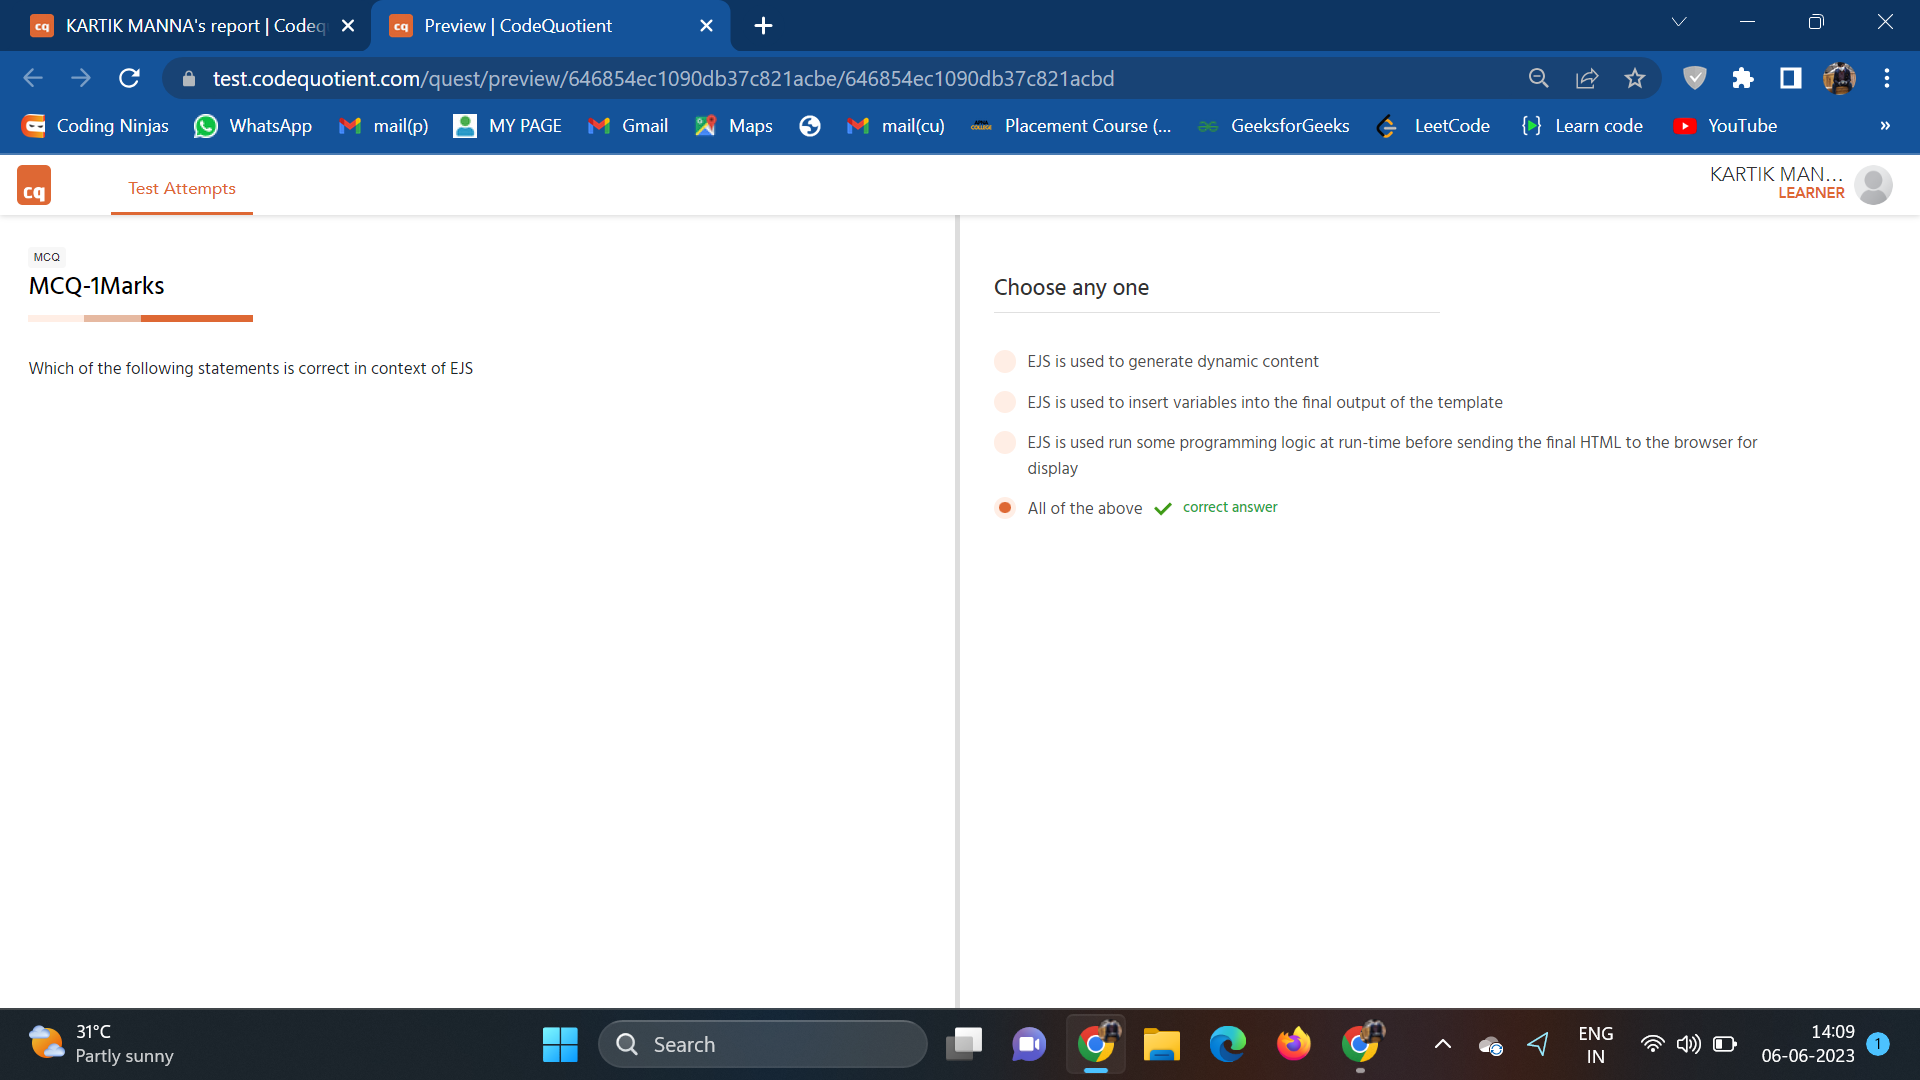 KARTIK MANNA's report | Codeq
Preview | CodeQuotient
test.codequotient.com/quest/preview/646854ec1090db37c821acbe/646854ec1090db37c821acbd
Coding Ninjas
WhatsApp
mail(p)
MY PAGE
Gmail
Maps
mail(cu)
Placement Course (...
GeeksforGeeks
LeetCode
Learn code
YouTube
»
cq
Test Attempts
KARTIK MAN...
LEARNER
MCQ
MCQ-1Marks
Which of the following statements is correct in context of EJS
Choose any one
EJS is used to generate dynamic content
EJS is used to insert variables into the final output of the template
EJS is used run some programming logic at run-time before sending the final HTML to the browser for
display
All of the above
correct answer
31°C
Partly sunny
Search
ENG
IN
14:09
06-06-2023
1